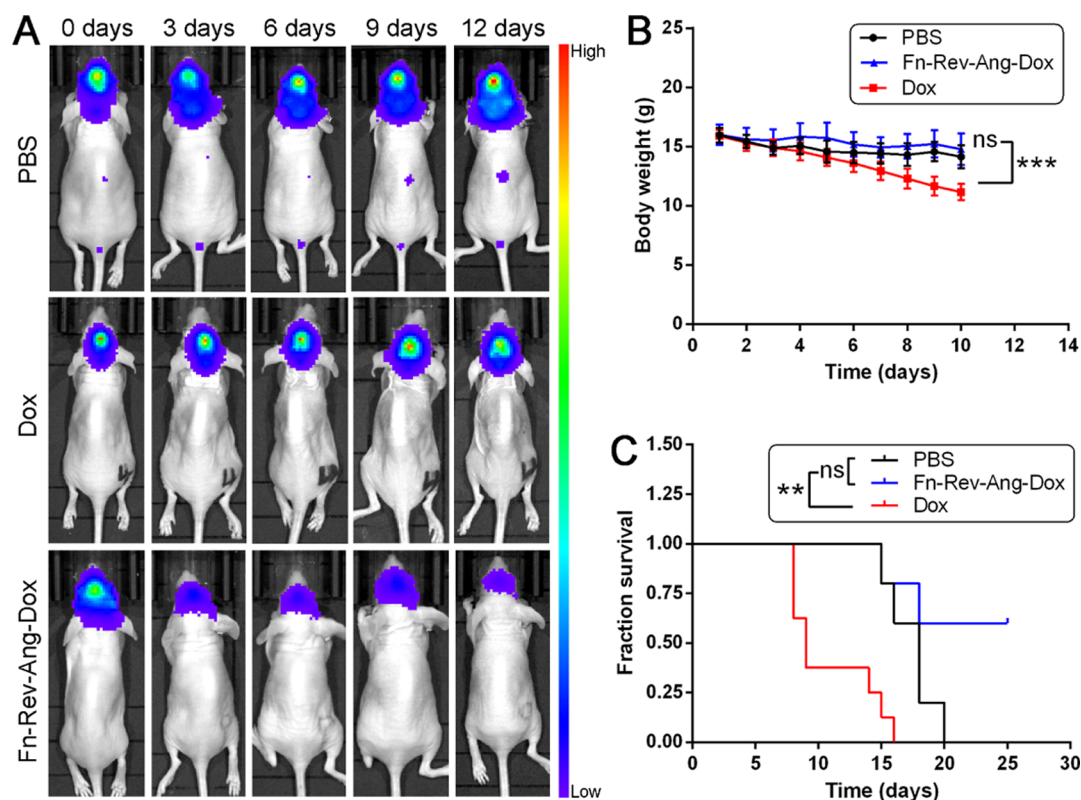 A
0 days 3 days 6 days 9 days 12 days
PBS
Dox
Fn-Rev-Ang-Dox
High
Low
B
25
20
15
10
5
0
Body weight (g)
0 2 4 6 8 10 12 14
Time (days)
PBS
Fn-Rev-Ang-Dox
Dox
ns
***
C
1.50
1.25
1.00
0.75
0.50
0.25
0.00
Fraction survival
0 5 10 15 20 25 30
Time (days)
** ns
PBS
Fn-Rev-Ang-Dox
Dox